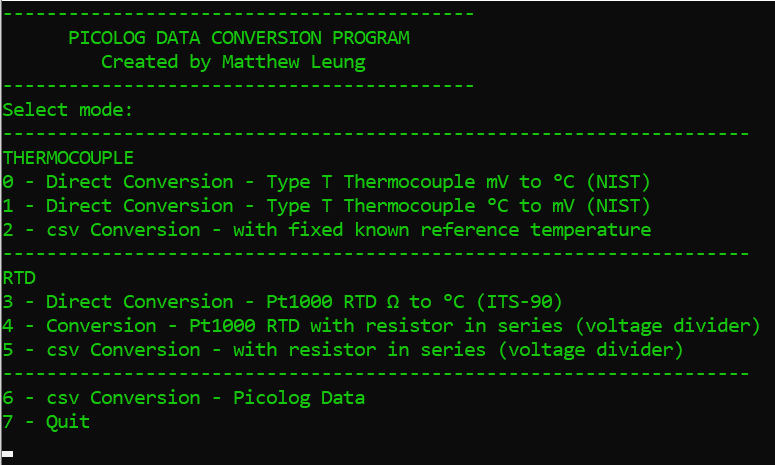 -------------------------------------------
PICOLOG DATA CONVERSION PROGRAM
Created by Matthew Leung
-------------------------------------------
Select mode:
--------------------------------------------------------------------
THERMOCOUPLE
0 - Direct Conversion - Type T Thermocouple mV to °C (NIST)
1 - Direct Conversion - Type T Thermocouple °C to mV (NIST)
2 - csv Conversion - with fixed known reference temperature
--------------------------------------------------------------------
RTD
3 - Direct Conversion - Pt1000 RTD Ω to °C (ITS-90)
4 - Conversion - Pt1000 RTD with resistor in series (voltage divider)
5 - csv Conversion - with resistor in series (voltage divider)
--------------------------------------------------------------------
6 - csv Conversion - Picolog Data
7 - Quit